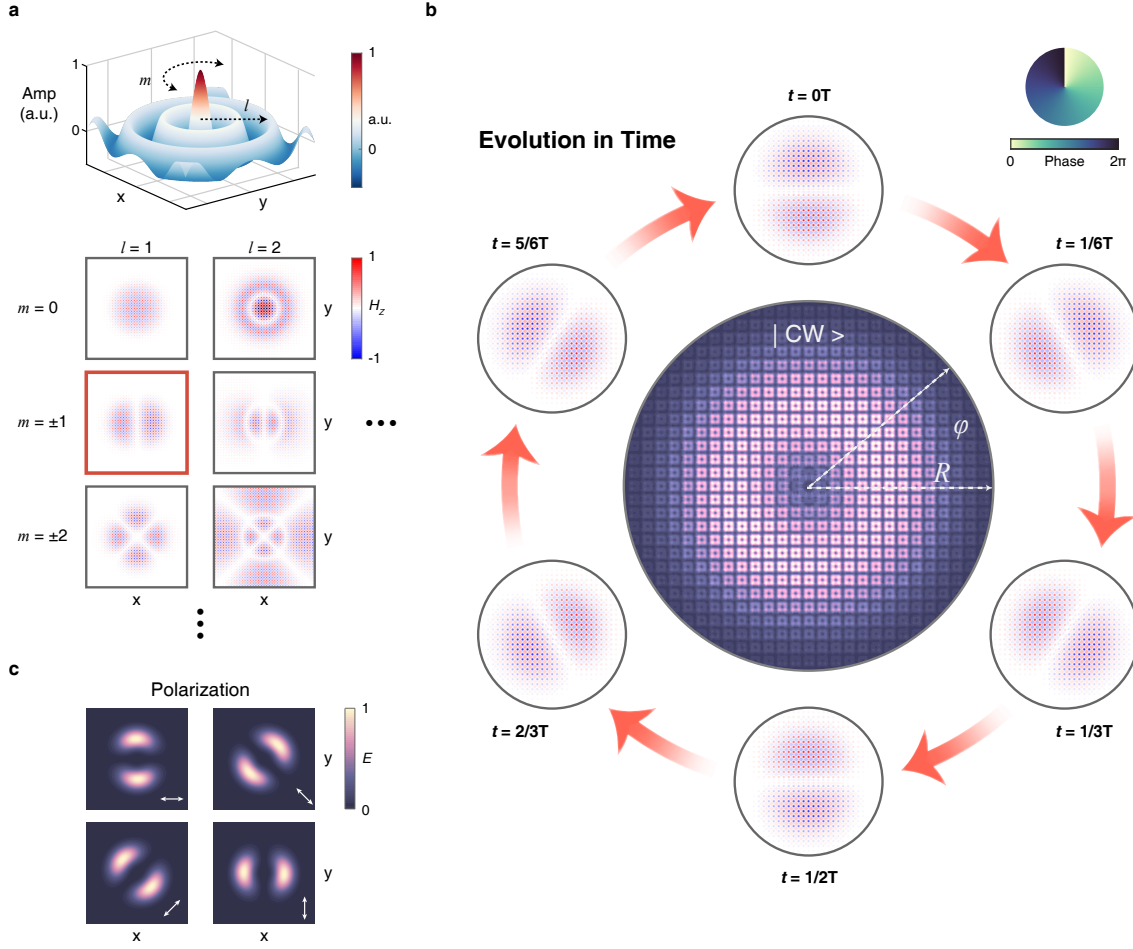 a
1
Amp
(a.u.)
0
m
l
x
y
1
a.u.
0
l = 1
l = 2
m = 0
y
1
H_z
-1
m = ±1
y
•••
m = ±2
y
x
x
c
Polarization
y
1
E
0
y
x
x
b
Evolution in Time
t = 0T
0 Phase 2π
t = 5/6T
t = 1/6T
| CW >
φ
R
t = 2/3T
t = 1/3T
t = 1/2T